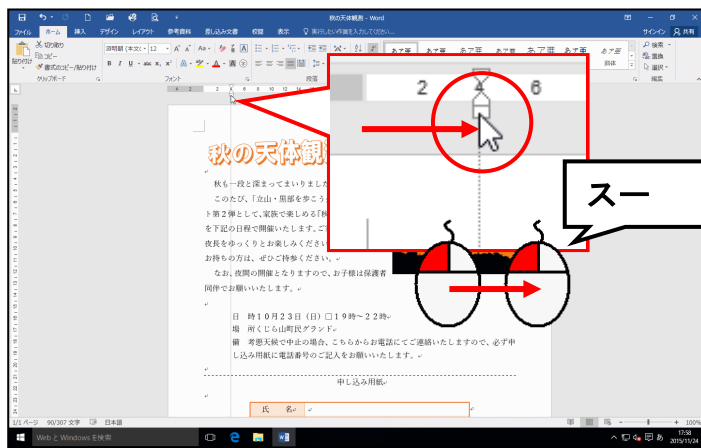 秋の天体観測 - Word
サインイン 共有
ファイル ホーム 挿入 デザイン レイアウト 参考資料 差し込み文書 校閲 表示 実行したい作業を入力してください
貼り付け
切り取り
コピー
書式のコピー/貼り付け
クリップボード フォント 段落 編集
検索
置換
選択
2 4 6
スー
秋の天体観
秋も一段と深まってまいりました
このたび、「立山・黒部を歩こう
ト第２弾として、家族で楽しめる「秋
を下記の日程で開催いたします。ご
夜長をゆっくりとお楽しみください
お持ちの方は、ぜひご持参ください。
なお、夜間の開催となりますので、お子様は保護者
同伴でお願いいたします。
日　時１０月２３日（日）□１９時～２２時
場　所くじら山町民グランド
備　考悪天候で中止の場合、こちらからお電話にてご連絡いたしますので、必ず申
し込み用紙に電話番号のご記入をお願いいたします。
申し込み用紙
氏　名
1/1 ページ 90/307 文字 日本語 100%
Web と Windows を検索
17:58
2015/11/24